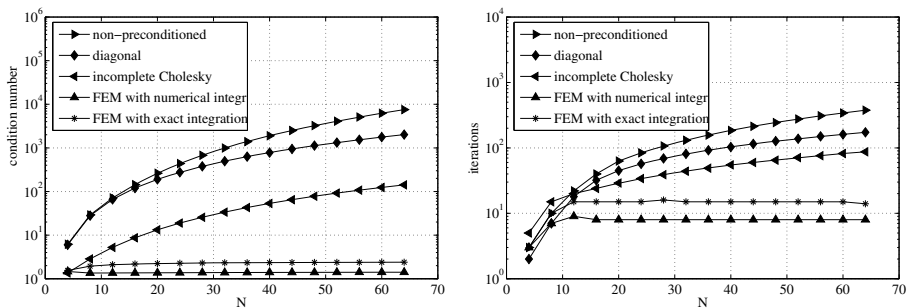 10^6
10^5
10^4
10^3
10^2
10^1
10^0
condition number
non−preconditioned
diagonal
incomplete Cholesky
FEM with numerical integr
FEM with exact integration
0 10 20 30 40 50 60 70
N
10^4
10^3
10^2
10^1
10^0
iterations
non−preconditioned
diagonal
incomplete Cholesky
FEM with numerical integr
FEM with exact integration
0 10 20 30 40 50 60 70
N